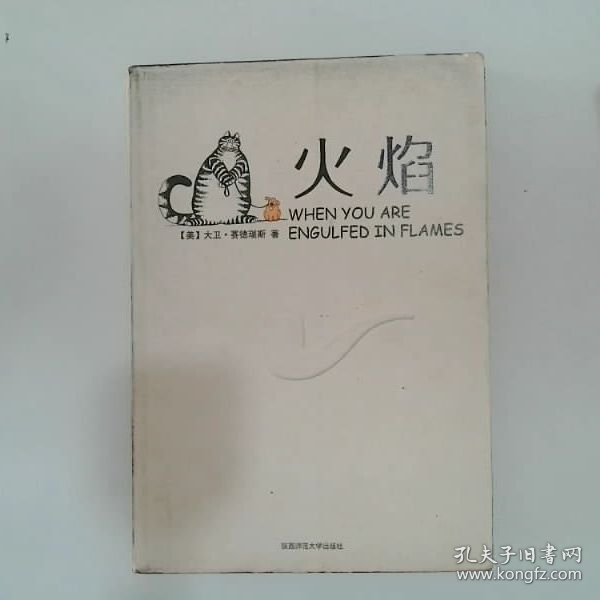 火焰
WHEN YOU ARE
ENGULFED IN FLAMES
【美】大卫·赛德瑞斯 著
陕西师范大学出版社
孔夫子旧书网
www.kongfz.com